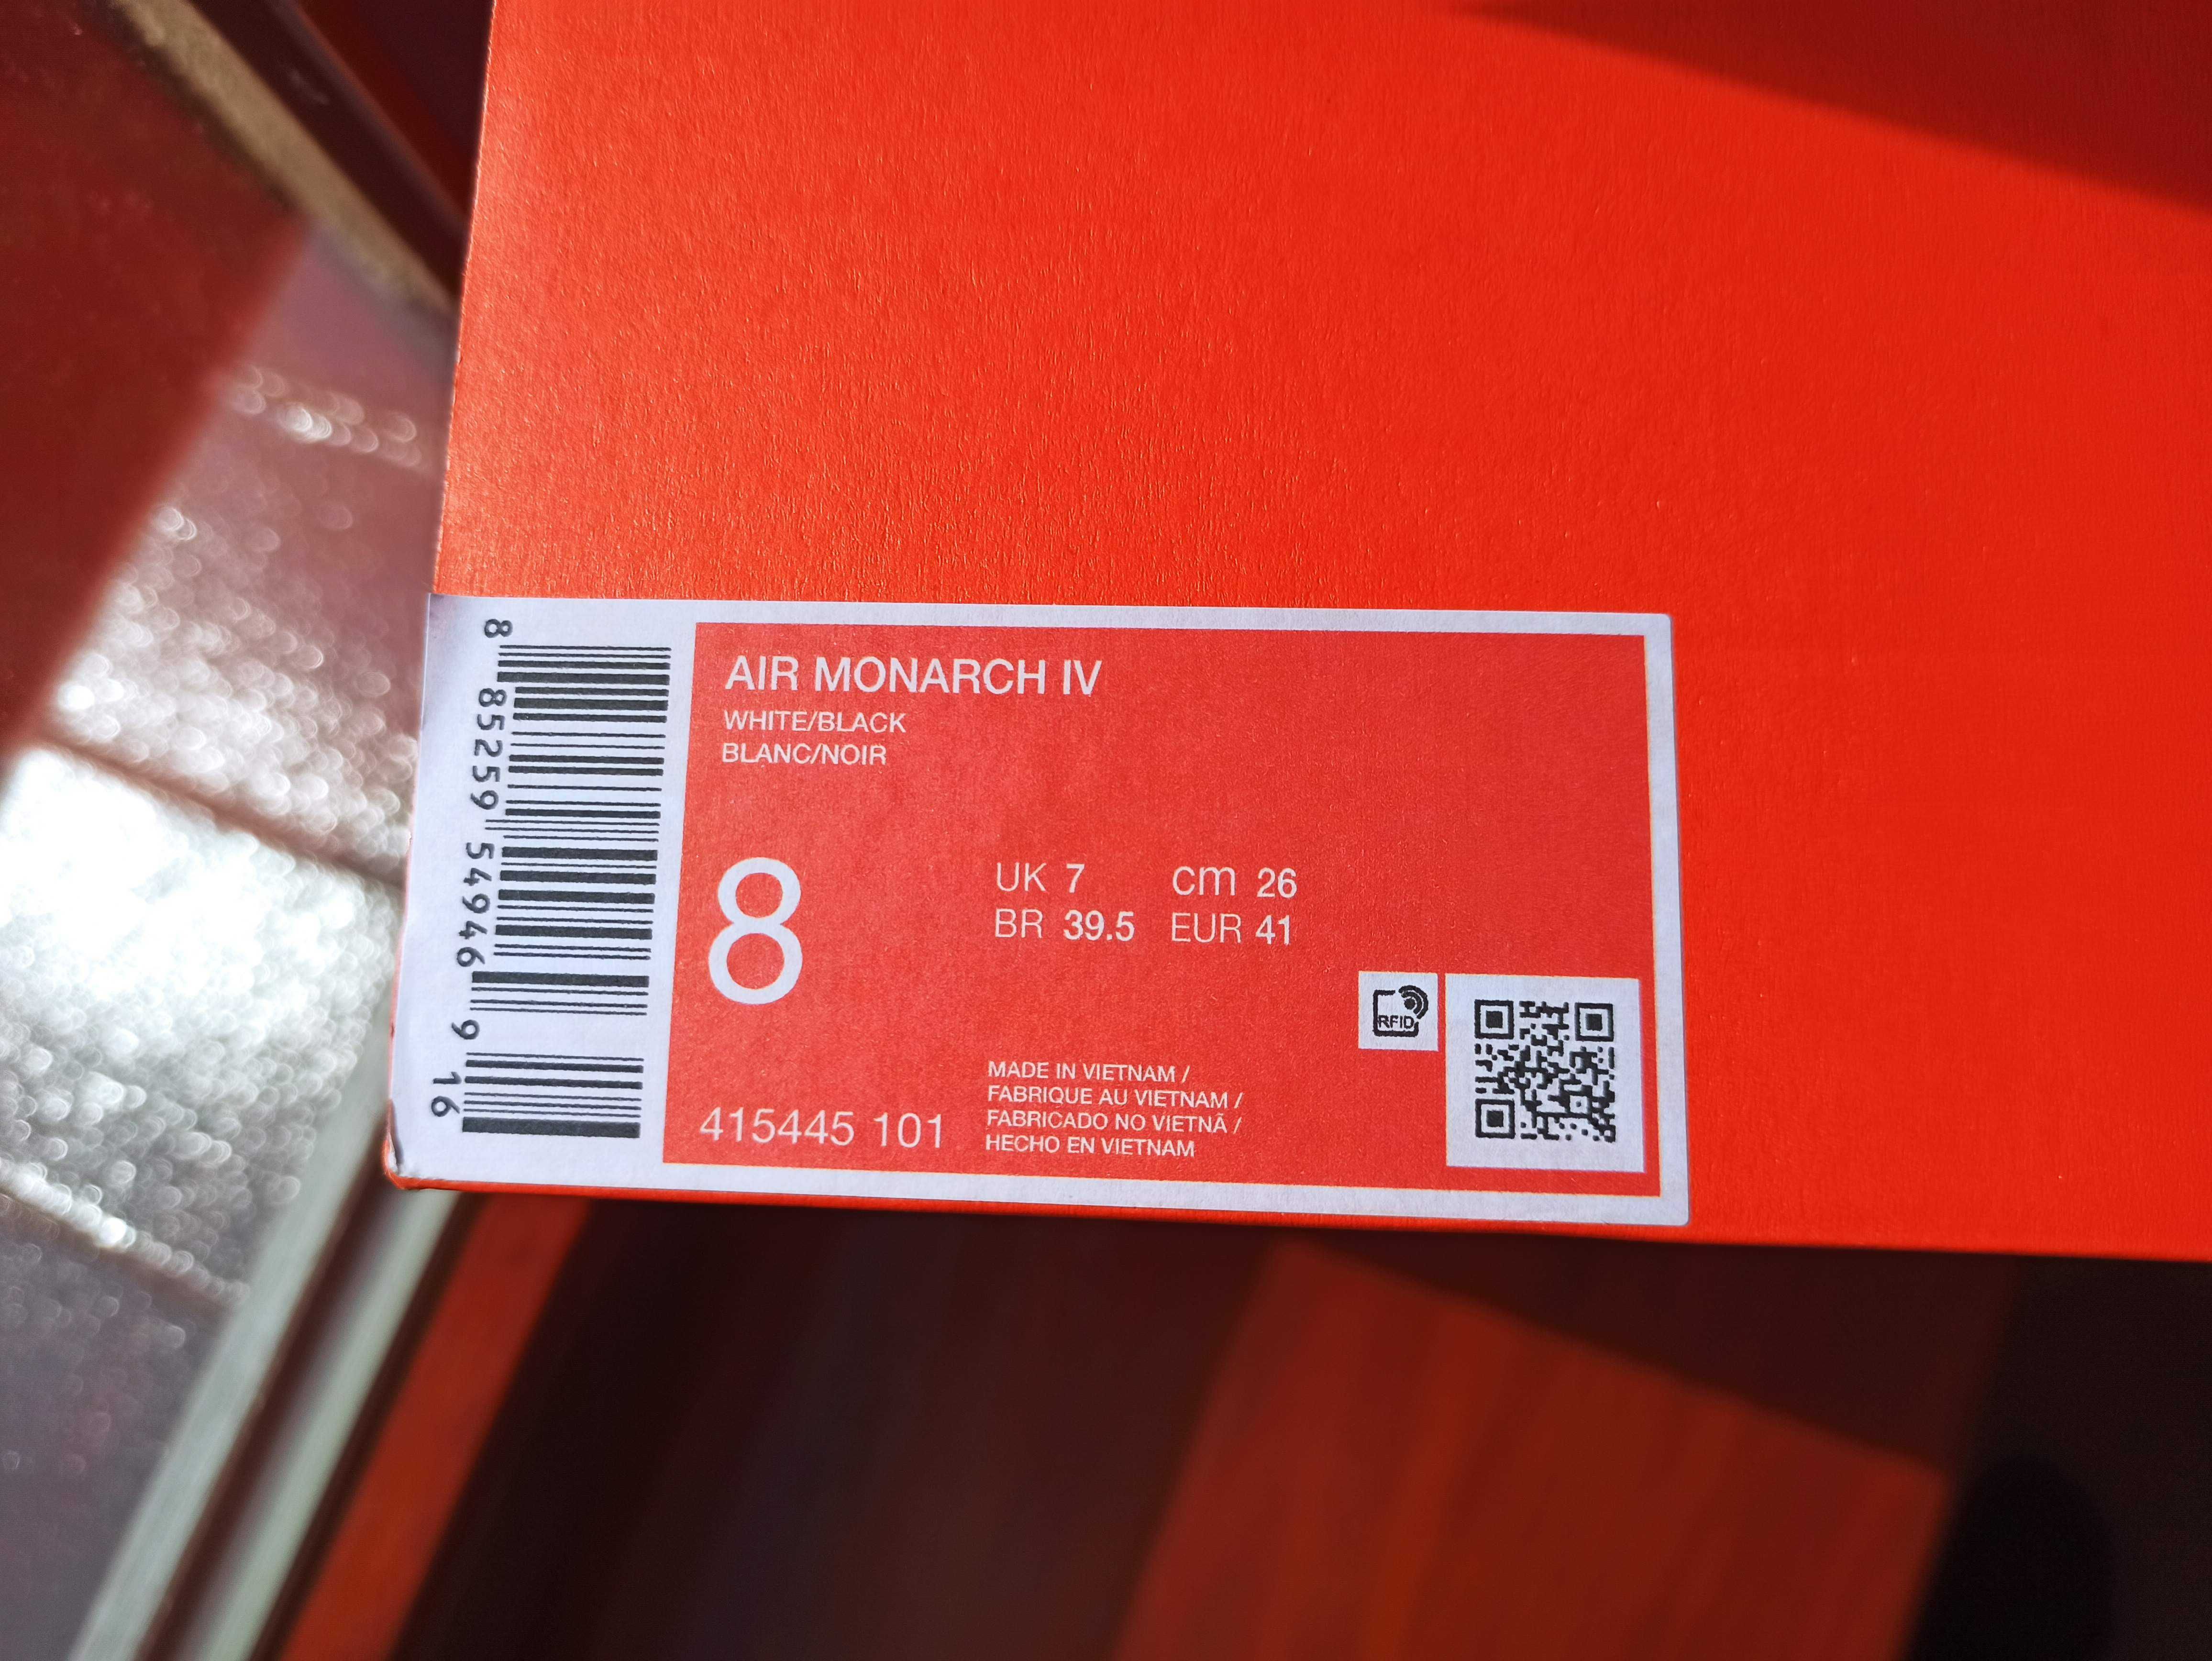 8 85259 54946 9 16
AIR MONARCH IV
WHITE/BLACK
BLANC/NOIR
8
UK 7 cm 26
BR 39.5 EUR 41
RFID
MADE IN VIETNAM /
FABRIQUE AU VIETNAM /
FABRICADO NO VIETNÃ /
HECHO EN VIETNAM
415445 101